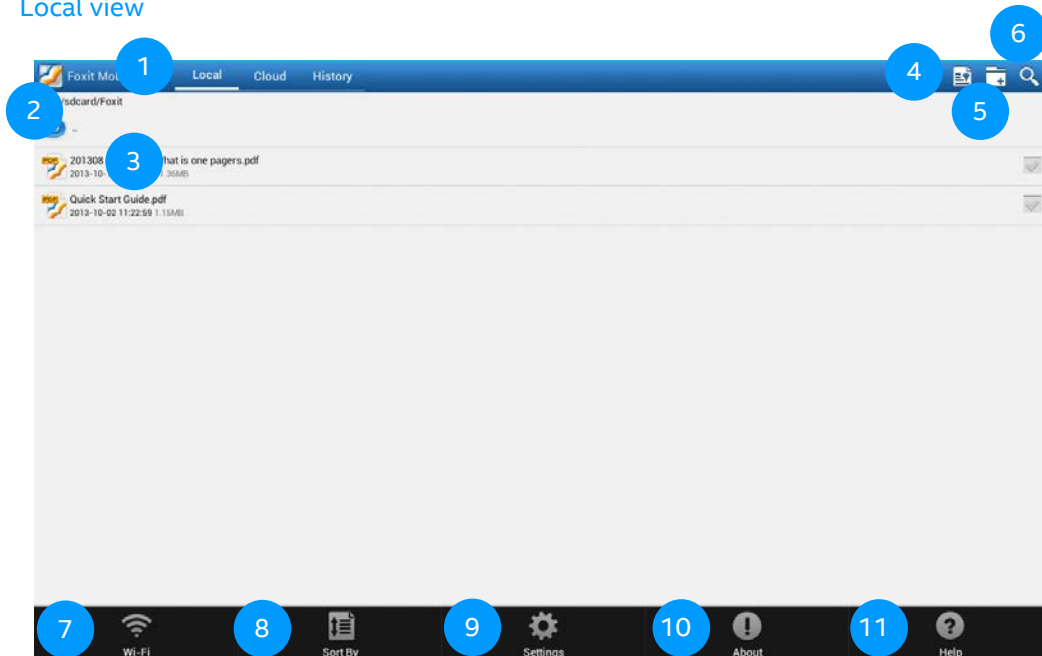 Local view
6
Foxit Mo 1 Local Cloud History 4
/sdcard/Foxit 5
2 ..
201308 3 hat is one pagers.pdf
2013-10- .36MB
Quick Start Guide.pdf
2013-10-02 11:22:59 1.15MB
7 8 9 10 11
Wi-Fi Sort By Settings About Help